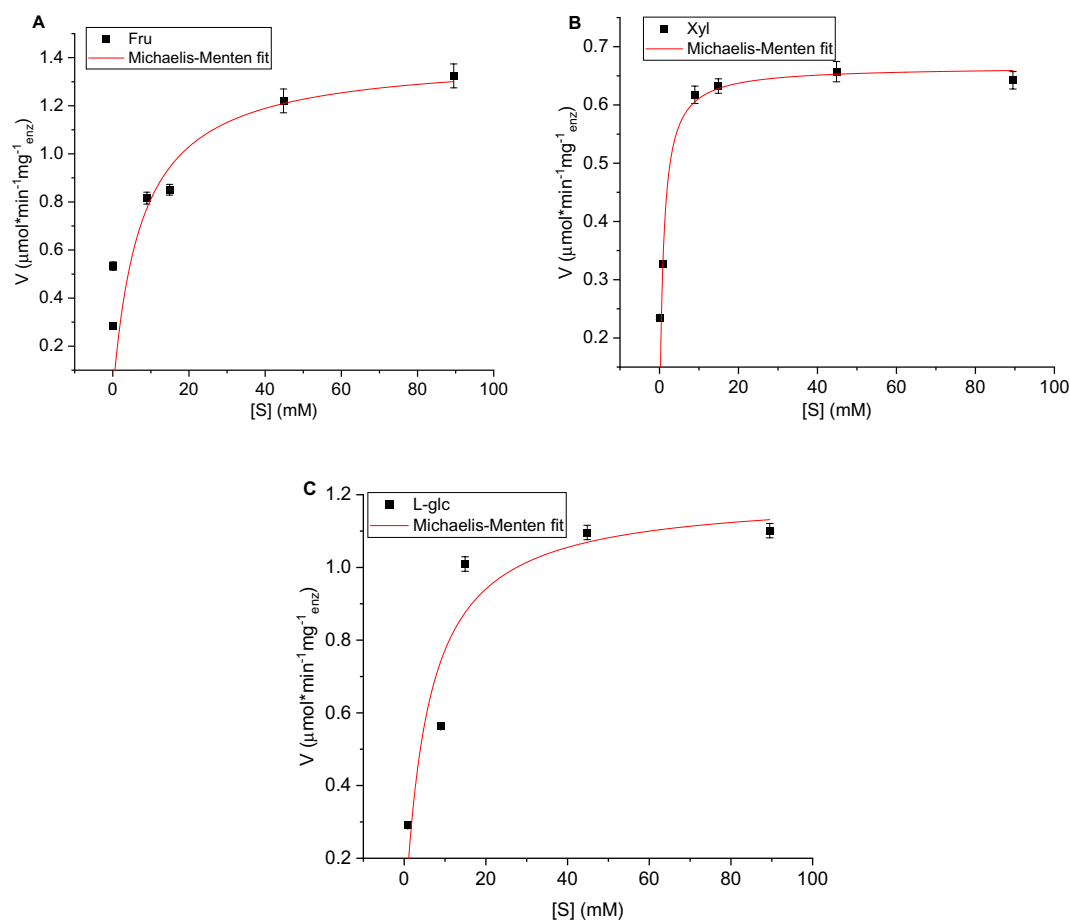 A
Fru
Michaelis-Menten fit
1.4
1.2
1.0
0.8
0.6
0.4
0.2
V (μmol*min⁻¹mg⁻¹enz)
0 20 40 60 80 100
[S] (mM)
B
Xyl
Michaelis-Menten fit
0.7
0.6
0.5
0.4
0.3
0.2
V (μmol*min⁻¹mg⁻¹enz)
0 20 40 60 80 100
[S] (mM)
C
L-glc
Michaelis-Menten fit
1.2
1.0
0.8
0.6
0.4
0.2
V (μmol*min⁻¹mg⁻¹enz)
0 20 40 60 80 100
[S] (mM)